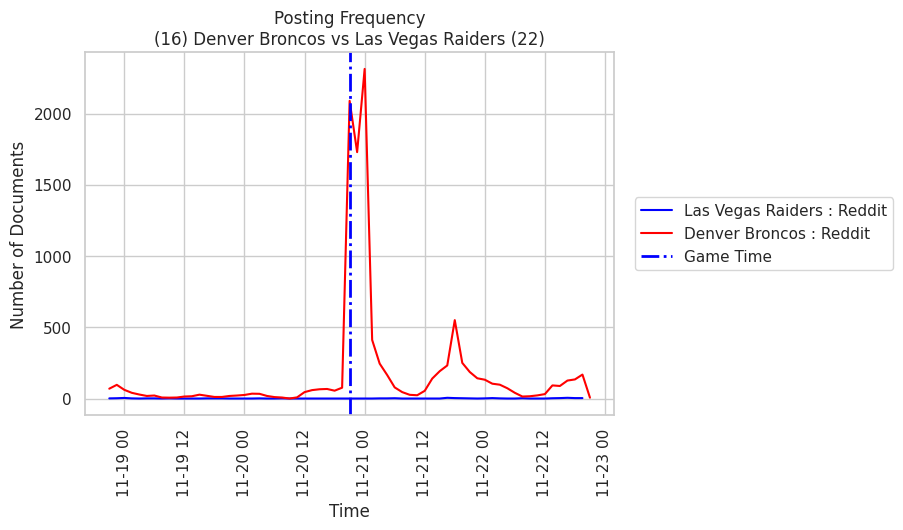 Posting Frequency
(16) Denver Broncos vs Las Vegas Raiders (22)
Number of Documents
2000
1500
1000
500
0
11-19 00
11-19 12
11-20 00
11-20 12
11-21 00
11-21 12
11-22 00
11-22 12
11-23 00
Time
Las Vegas Raiders : Reddit
Denver Broncos : Reddit
Game Time